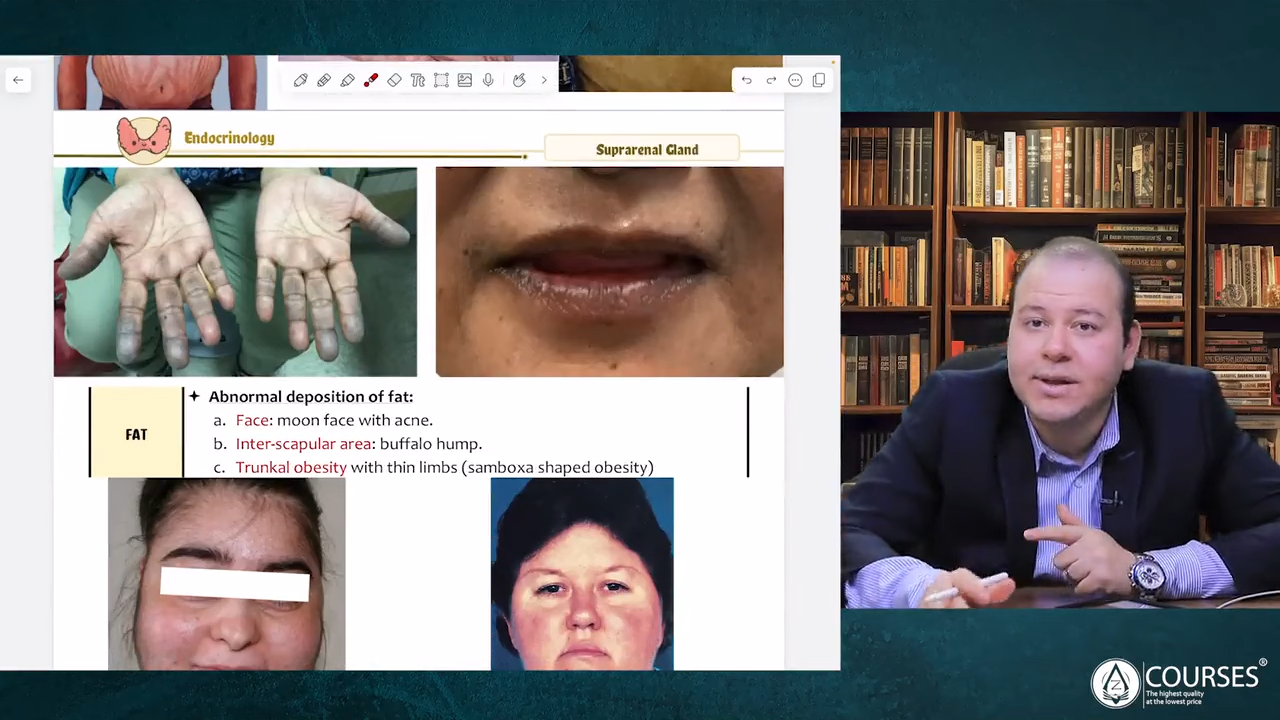 Endocrinology
Suprarenal Gland
FAT
✦ Abnormal deposition of fat:
a. Face: moon face with acne.
b. Inter-scapular area: buffalo hump.
c. Trunkal obesity with thin limbs (samboxa shaped obesity)
COURSES®
The highest quality
at the lowest price